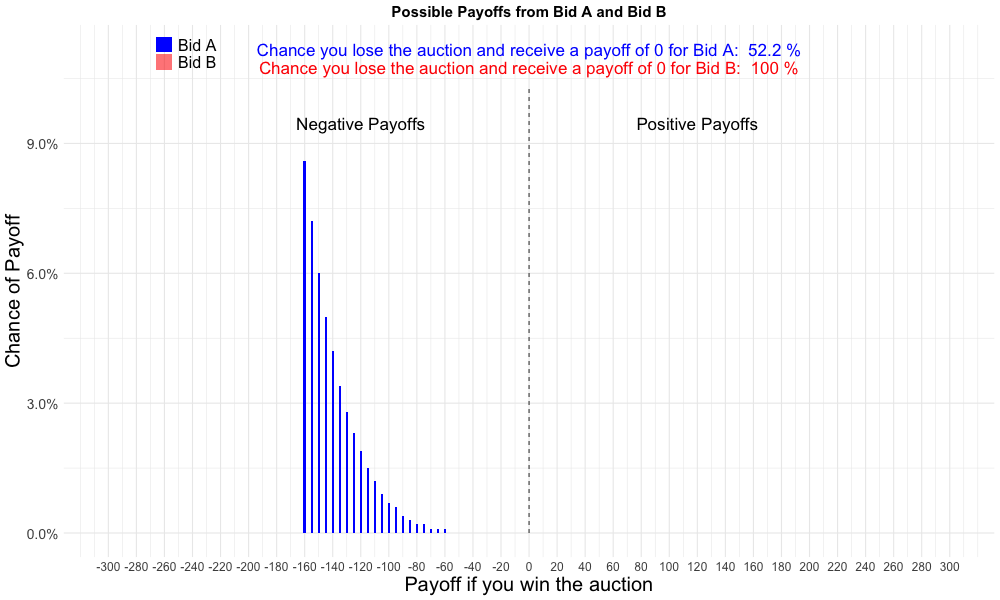 Possible Payoffs from Bid A and Bid B
Bid A
Bid B
Chance you lose the auction and receive a payoff of 0 for Bid A:  52.2 %
Chance you lose the auction and receive a payoff of 0 for Bid B:  100 %
Negative Payoffs
Positive Payoffs
Chance of Payoff
9.0%
6.0%
3.0%
0.0%
-300 -280 -260 -240 -220 -200 -180 -160 -140 -120 -100 -80 -60 -40 -20 0 20 40 60 80 100 120 140 160 180 200 220 240 260 280 300
Payoff if you win the auction